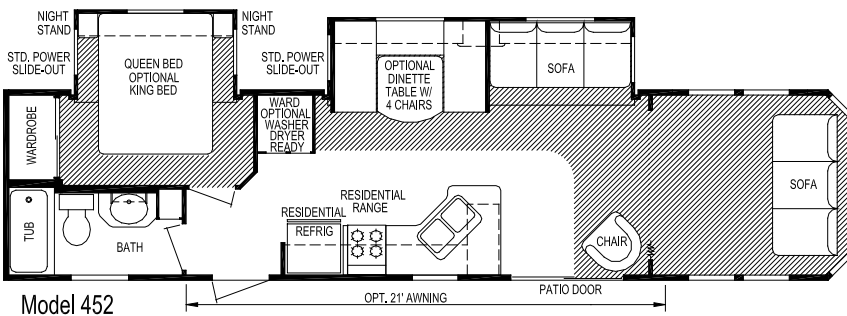 NIGHT
STAND
NIGHT
STAND
STD. POWER
SLIDE-OUT
QUEEN BED
OPTIONAL
KING BED
STD. POWER
SLIDE-OUT
OPTIONAL
DINETTE
TABLE W/
4 CHAIRS
SOFA
WARDROBE
WARD
OPTIONAL
WASHER
DRYER
READY
SOFA
RESIDENTIAL
RANGE
RESIDENTIAL
REFRIG
TUB
BATH
CHAIR
PATIO DOOR
OPT. 21' AWNING
Model 452